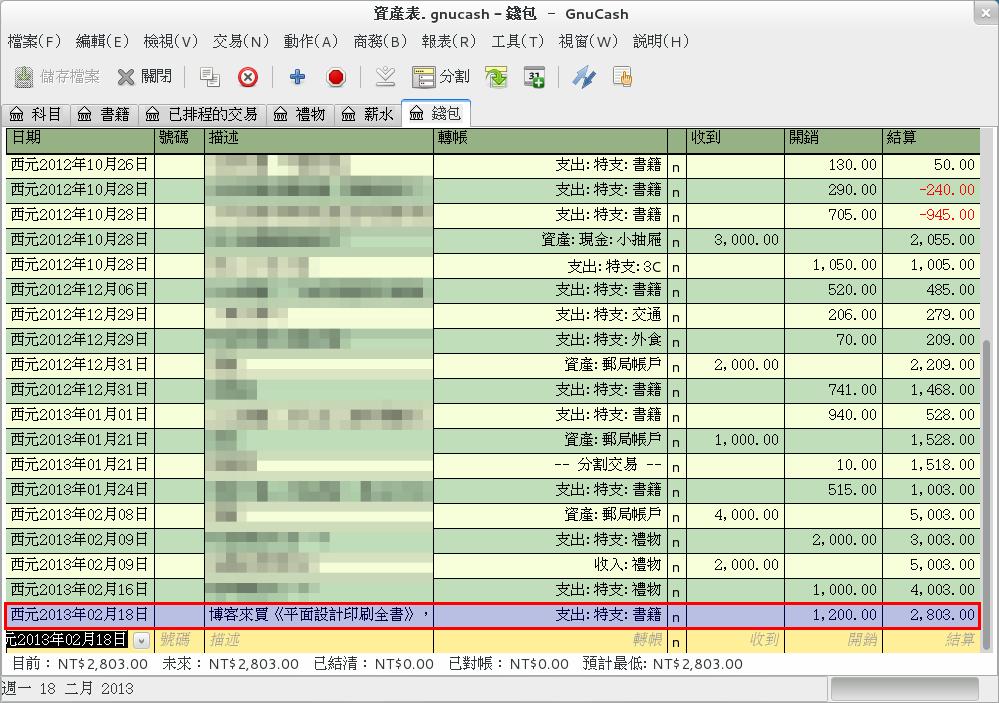 資產表. gnucash - 錢包 - GnuCash
檔案(F) 編輯(E) 檢視(V) 交易(N) 動作(A) 商務(B) 報表(R) 工具(T) 視窗(W) 說明(H)
儲存檔案 關閉 分割 31
科目 書籍 已排程的交易 禮物 薪水 錢包
日期 號碼 描述 轉帳 收到 開銷 結算
西元2012年10月26日 支出:特支:書籍 n 130.00 50.00
西元2012年10月28日 支出:特支:書籍 n 290.00 -240.00
西元2012年10月28日 支出:特支:書籍 n 705.00 -945.00
西元2012年10月28日 資產:現金:小抽屜 n 3,000.00 2,055.00
西元2012年10月28日 支出:特支:3C n 1,050.00 1,005.00
西元2012年12月06日 支出:特支:書籍 n 520.00 485.00
西元2012年12月29日 支出:特支:交通 n 206.00 279.00
西元2012年12月29日 支出:特支:外食 n 70.00 209.00
西元2012年12月31日 資產:郵局帳戶 n 2,000.00 2,209.00
西元2012年12月31日 支出:特支:書籍 n 741.00 1,468.00
西元2013年01月01日 支出:特支:書籍 n 940.00 528.00
西元2013年01月21日 資產:郵局帳戶 n 1,000.00 1,528.00
西元2013年01月21日 -- 分割交易 -- n 10.00 1,518.00
西元2013年01月24日 支出:特支:書籍 n 515.00 1,003.00
西元2013年02月08日 資產:郵局帳戶 n 4,000.00 5,003.00
西元2013年02月09日 支出:特支:禮物 n 2,000.00 3,003.00
西元2013年02月09日 收入:禮物 n 2,000.00 5,003.00
西元2013年02月16日 支出:特支:禮物 n 1,000.00 4,003.00
西元2013年02月18日 博客來買《平面設計印刷全書》， 支出:特支:書籍 n 1,200.00 2,803.00
元2013年02月18日 號碼 描述 轉帳 n 收到 開銷 結算
目前：NT$2,803.00 未來：NT$2,803.00 已結清：NT$0.00 已對帳：NT$0.00 預計最低: NT$2,803.00
週一 18 二月 2013